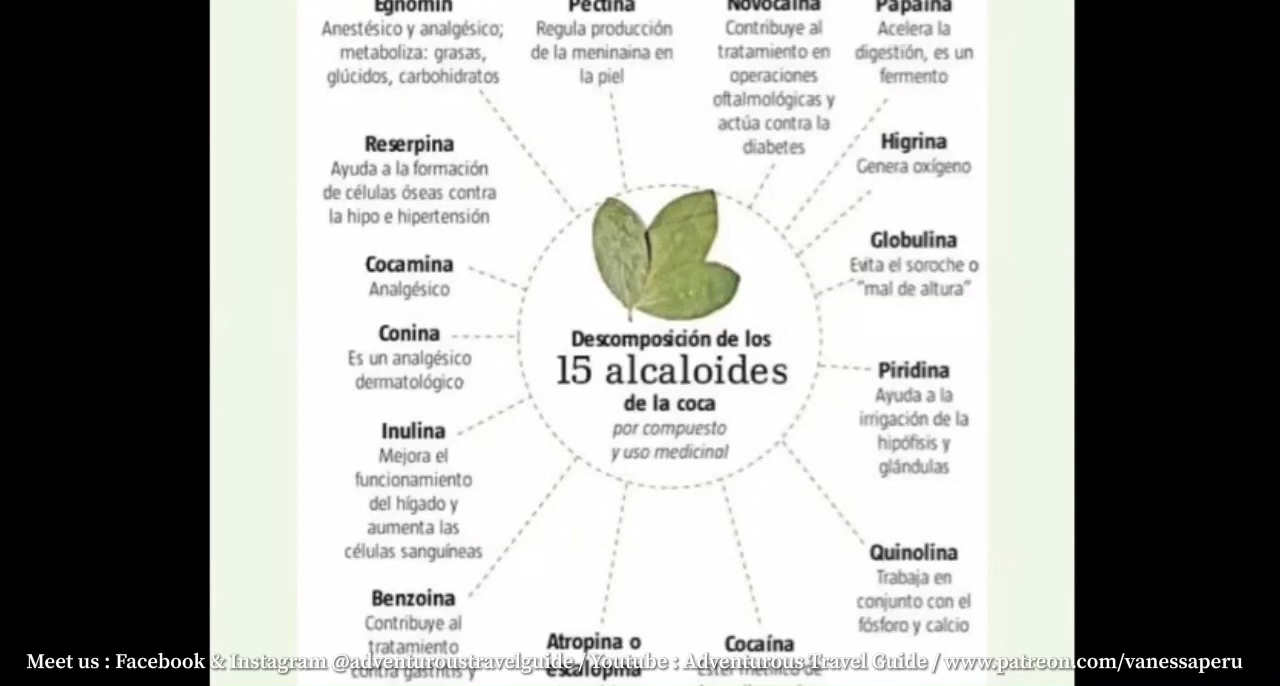 Egnomin
Anestésico y analgésico;
metaboliza: grasas,
glúcidos, carbohidratos
Pectina
Regula producción
de la meninaina en
la piel
Novocaína
Contribuye al
tratamiento en
operaciones
oftalmológicas y
actúa contra la
diabetes
Papaína
Acelera la
digestión, es un
fermento
Reserpina
Ayuda a la formación
de células óseas contra
la hipo e hipertensión
Higrina
Genera oxígeno
Cocamina
Analgésico
Globulina
Evita el soroche o
"mal de altura"
Conina
Es un analgésico
dermatológico
Descomposición de los
15 alcaloides
de la coca
por compuesto
y uso medicinal
Piridina
Ayuda a la
irrigación de la
hipófisis y
glándulas
Inulina
Mejora el
funcionamiento
del hígado y
aumenta las
células sanguíneas
Quinolina
Trabaja en
conjunto con el
fósforo y calcio
Benzoina
Contribuye al
tratamiento
contra gastritis y
Atropina o
escalopina
Cocaína
Meet us : Facebook & Instagram @adventuroustravelguide / Youtube : Adventurous Travel Guide / www.patreon.com/vanessaperu